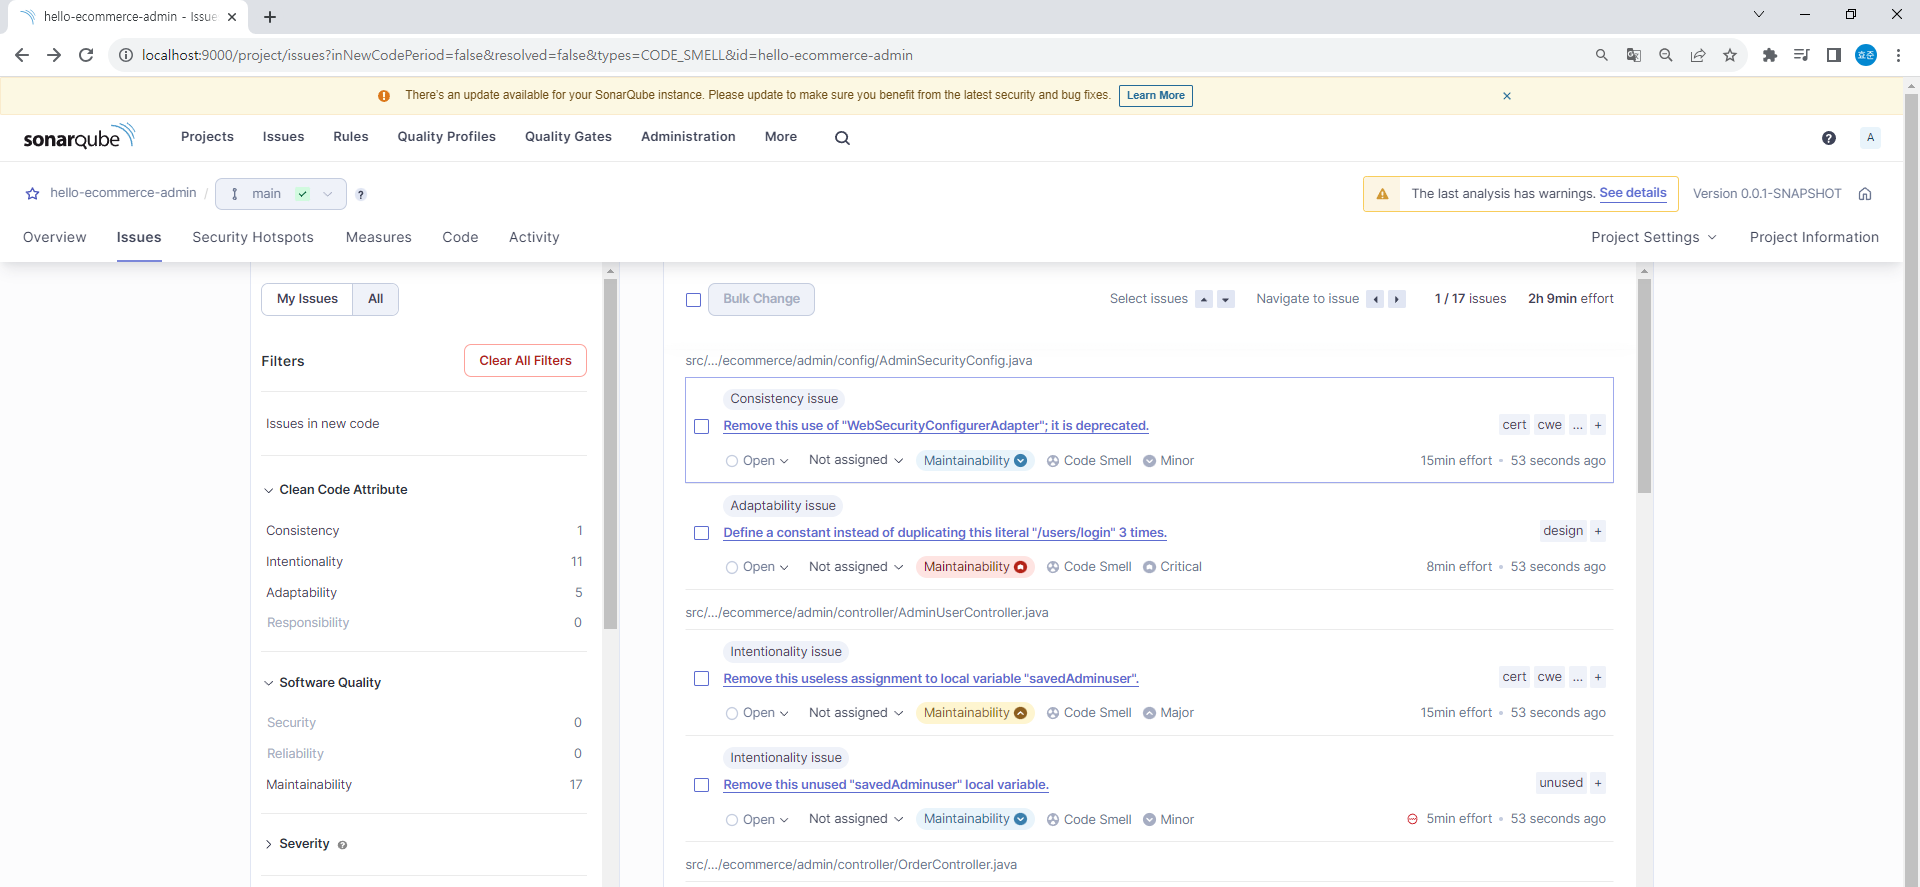 hello-ecommerce-admin - Issue
localhost:9000/project/issues?inNewCodePeriod=false&resolved=false&types=CODE_SMELL&id=hello-ecommerce-admin
효준
There's an update available for your SonarQube instance. Please update to make sure you benefit from the latest security and bug fixes. Learn More
sonarqube Projects Issues Rules Quality Profiles Quality Gates Administration More
? A
hello-ecommerce-admin / main ?
The last analysis has warnings. See details Version 0.0.1-SNAPSHOT
Overview Issues Security Hotspots Measures Code Activity Project Settings Project Information
My Issues All
Filters Clear All Filters
Issues in new code
Clean Code Attribute
Consistency 1
Intentionality 11
Adaptability 5
Responsibility 0
Software Quality
Security 0
Reliability 0
Maintainability 17
Severity ?
Bulk Change Select issues Navigate to issue 1 / 17 issues 2h 9min effort
src/.../ecommerce/admin/config/AdminSecurityConfig.java
Consistency issue
Remove this use of "WebSecurityConfigurerAdapter"; it is deprecated. cert cwe ... +
Open Not assigned Maintainability Code Smell Minor 15min effort • 53 seconds ago
Adaptability issue
Define a constant instead of duplicating this literal "/users/login" 3 times. design +
Open Not assigned Maintainability Code Smell Critical 8min effort • 53 seconds ago
src/.../ecommerce/admin/controller/AdminUserController.java
Intentionality issue
Remove this useless assignment to local variable "savedAdminuser". cert cwe ... +
Open Not assigned Maintainability Code Smell Major 15min effort • 53 seconds ago
Intentionality issue
Remove this unused "savedAdminuser" local variable. unused +
Open Not assigned Maintainability Code Smell Minor 5min effort • 53 seconds ago
src/.../ecommerce/admin/controller/OrderController.java